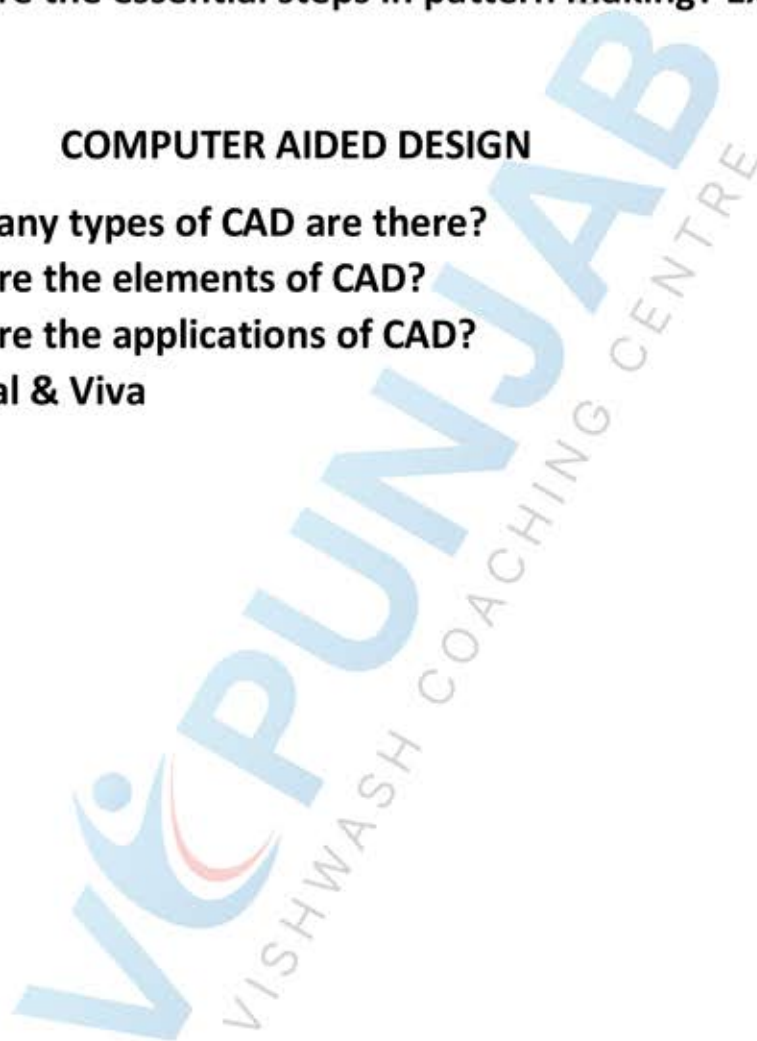 re the essential steps in pattern making?
COMPUTER AIDED DESIGN
any types of CAD are there?
re the elements of CAD?
re the applications of CAD?
al & Viva
VCPUNJAB
VISHWASH COACHING CENTRE